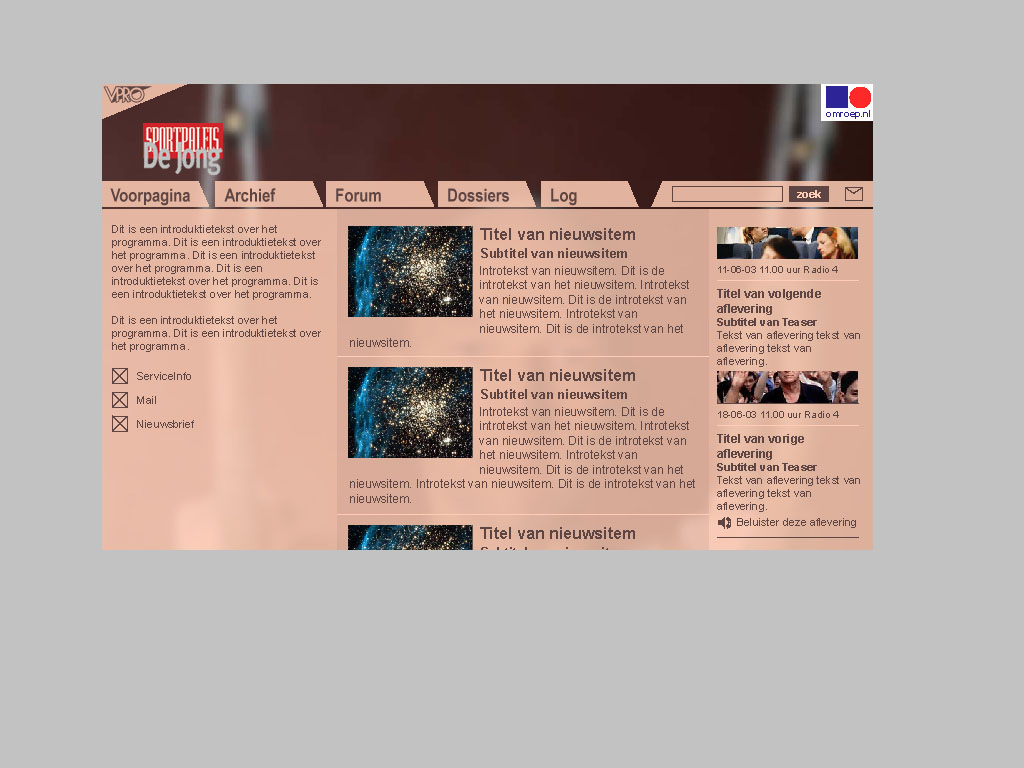 VPRO
omroep.nl
SPORTPALEIS
De Jong
Voorpagina
Archief
Forum
Dossiers
Log
zoek
Dit is een introduktietekst over het
programma. Dit is een introduktietekst over
het programma. Dit is een introduktietekst
over het programma. Dit is een
introduktietekst over het programma. Dit is
een introduktietekst over het programma.
Dit is een introduktietekst over het
programma. Dit is een introduktietekst over
het programma.
ServiceInfo
Mail
Nieuwsbrief
Titel van nieuwsitem
Subtitel van nieuwsitem
Introtekst van nieuwsitem. Dit is de
introtekst van het nieuwsitem. Introtekst
van nieuwsitem. Dit is de introtekst van
het nieuwsitem. Introtekst van
nieuwsitem. Dit is de introtekst van het
nieuwsitem.
Titel van nieuwsitem
Subtitel van nieuwsitem
Introtekst van nieuwsitem. Dit is de
introtekst van het nieuwsitem. Introtekst
van nieuwsitem. Dit is de introtekst van
het nieuwsitem. Introtekst van
nieuwsitem. Dit is de introtekst van het
nieuwsitem. Introtekst van nieuwsitem. Dit is de introtekst van het
nieuwsitem.
Titel van nieuwsitem
11-06-03 11.00 uur Radio 4
Titel van volgende
aflevering
Subtitel van Teaser
Tekst van aflevering tekst van
aflevering tekst van
aflevering.
18-06-03 11.00 uur Radio 4
Titel van vorige
aflevering
Subtitel van Teaser
Tekst van aflevering tekst van
aflevering tekst van
aflevering.
Beluister deze aflevering